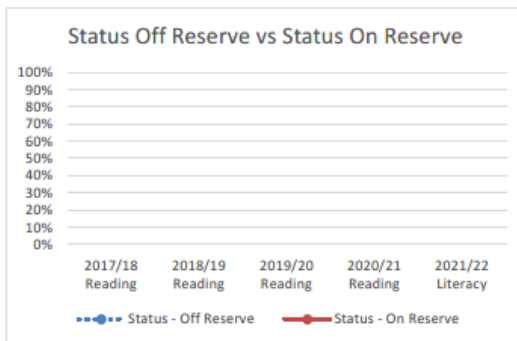 Status Off Reserve vs Status On Reserve
100%
90%
80%
70%
60%
50%
40%
30%
20%
10%
0%
2017/18 2018/19 2019/20 2020/21 2021/22
Reading Reading Reading Reading Literacy
Status - Off Reserve Status - On Reserve